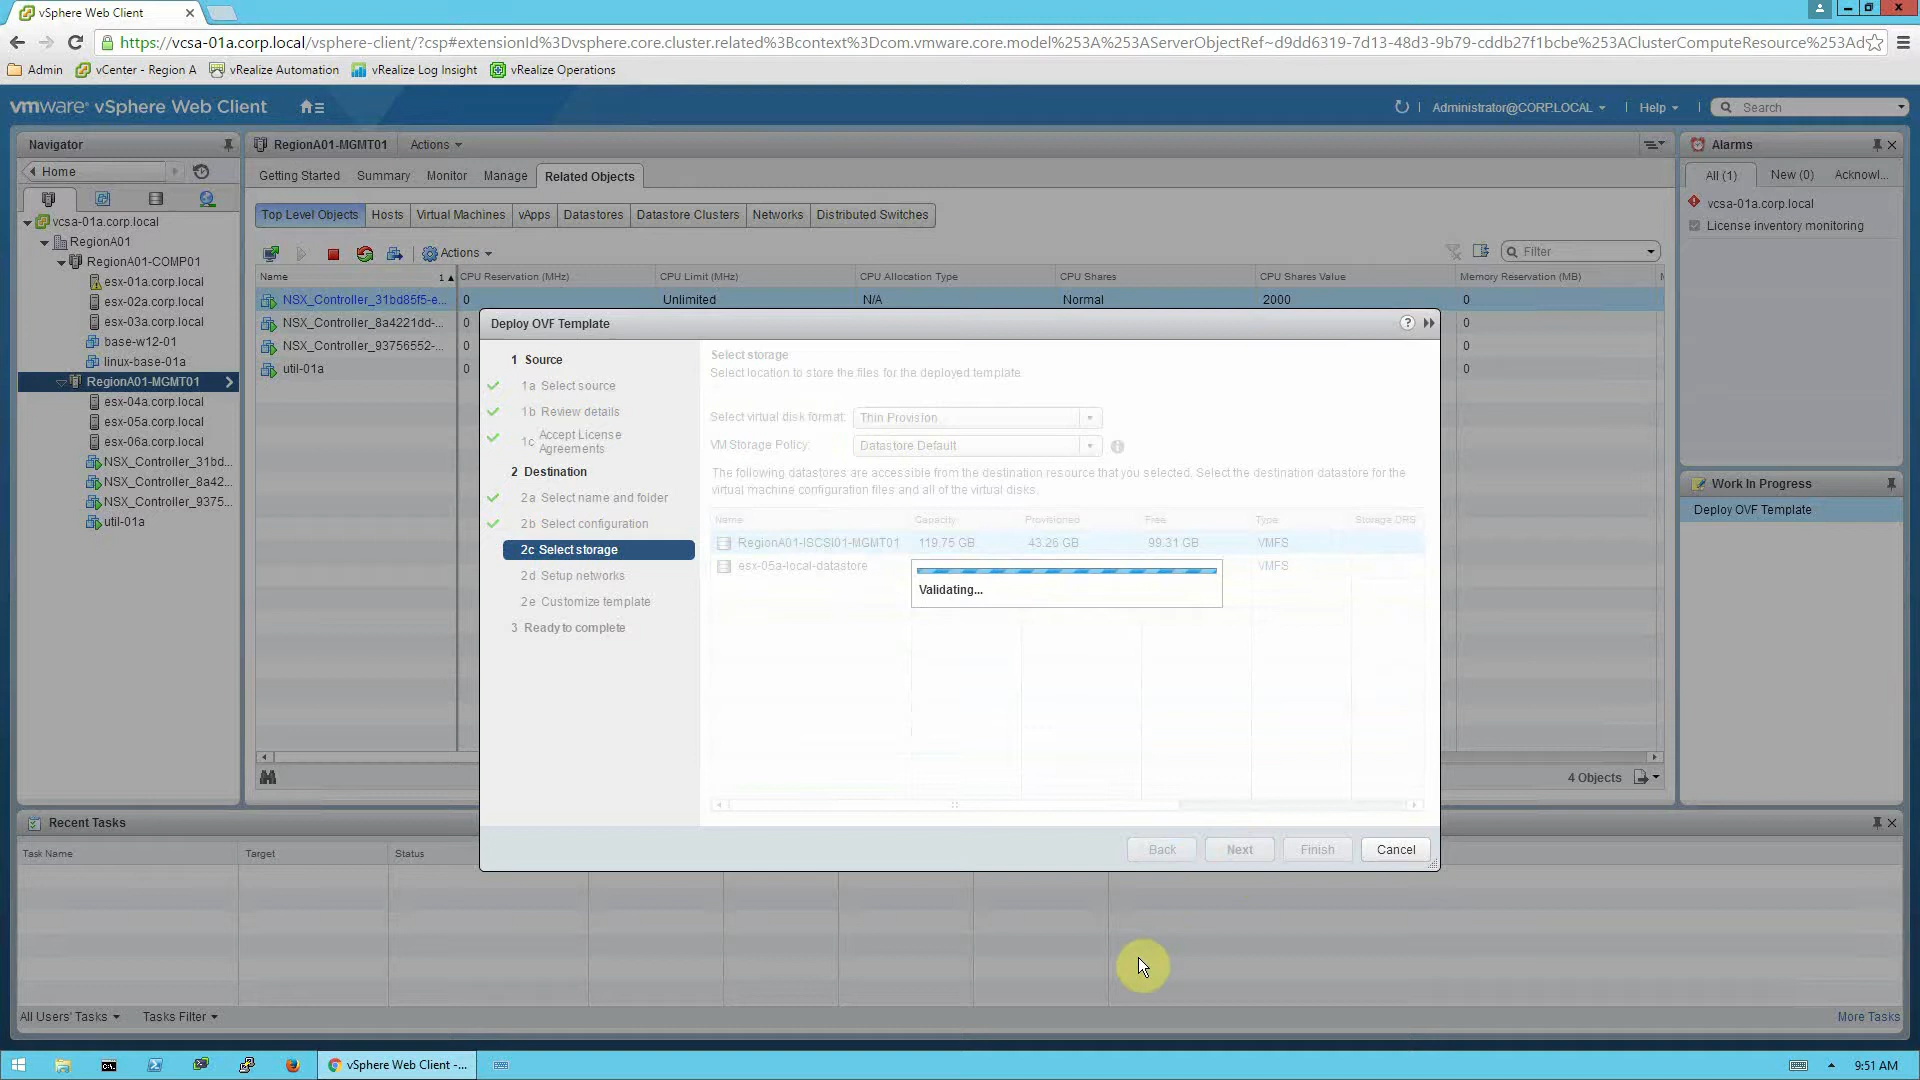 vSphere Web Client
https://vcsa-01a.corp.local/vsphere-client/?csp#extensionId%3Dvsphere.core.cluster.related%3Bcontext%3Dcom.vmware.core.model%253A%253AServerObjectRef~d9dd6319-7d13-48d3-9b79-cddb27f1bcbe%253AClusterComputeResource%253Ad
Admin
vCenter - Region A
vRealize Automation
vRealize Log Insight
vRealize Operations
vmware® vSphere Web Client
Administrator@CORP.LOCAL
Help
Search
Navigator
Home
vcsa-01a.corp.local
RegionA01
RegionA01-COMP01
esx-01a.corp.local
esx-02a.corp.local
esx-03a.corp.local
base-w12-01
linux-base-01a
RegionA01-MGMT01
esx-04a.corp.local
esx-05a.corp.local
esx-06a.corp.local
NSX_Controller_31bd...
NSX_Controller_8a42...
NSX_Controller_9375...
util-01a
RegionA01-MGMT01 Actions
Getting Started Summary Monitor Manage Related Objects
Top Level Objects Hosts Virtual Machines vApps Datastores Datastore Clusters Networks Distributed Switches
Actions
Filter
Name 1 CPU Reservation (MHz) CPU Limit (MHz) CPU Allocation Type CPU Shares CPU Shares Value Memory Reservation (MB)
NSX_Controller_31bd85f5-e... 0 Unlimited N/A Normal 2000 0
NSX_Controller_8a4221dd-... 0 0
NSX_Controller_93756552-... 0 0
util-01a 0 0
4 Objects
Deploy OVF Template
1 Source
1a Select source
1b Review details
1c Accept License
Agreements
2 Destination
2a Select name and folder
2b Select configuration
2c Select storage
2d Setup networks
2e Customize template
3 Ready to complete
Select storage
Select location to store the files for the deployed template
Select virtual disk format: Thin Provision
VM Storage Policy: Datastore Default
The following datastores are accessible from the destination resource that you selected. Select the destination datastore for the
virtual machine configuration files and all of the virtual disks.
Name Capacity Provisioned Free Type Storage DRS
RegionA01-ISCSI01-MGMT01 119.75 GB 43.26 GB 99.31 GB VMFS
esx-05a-local-datastore VMFS
Validating...
Back Next Finish Cancel
Alarms
All (1) New (0) Acknowl...
vcsa-01a.corp.local
License inventory monitoring
Work In Progress
Deploy OVF Template
Recent Tasks
Task Name Target Status
All Users' Tasks Tasks Filter
More Tasks
vSphere Web Client -...
9:51 AM